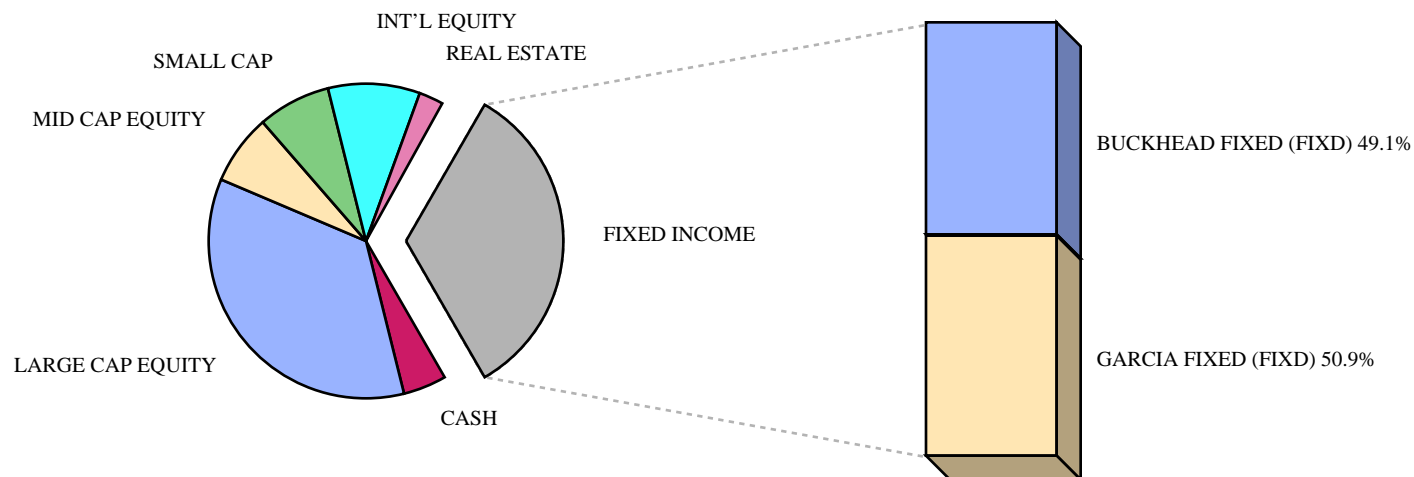 INT'L EQUITY
REAL ESTATE
SMALL CAP
MID CAP EQUITY
BUCKHEAD FIXED (FIXD) 49.1%
FIXED INCOME
LARGE CAP EQUITY
GARCIA FIXED (FIXD) 50.9%
CASH